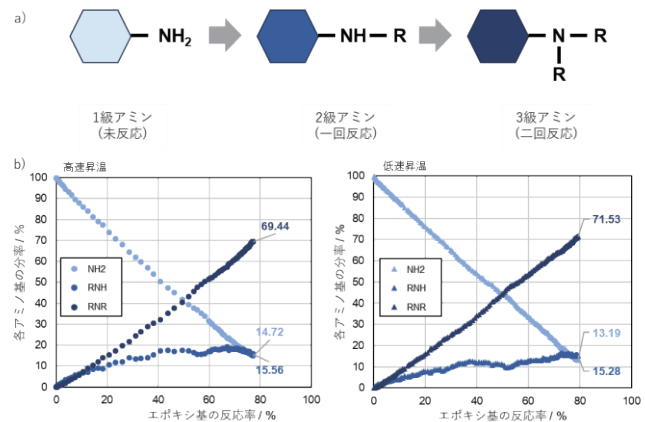 a)
NH2
NH
R
N
R
R
1級アミン
(未反応)
2級アミン
(一回反応)
3級アミン
(二回反応)
b)
高速昇温
各アミノ基の分率 / %
100
90
80
70
60
50
40
30
20
10
0
NH2
RNH
RNR
69.44
14.72
15.56
0
20
40
60
80
100
エポキシ基の反応率 / %
低速昇温
各アミノ基の分率 / %
100
90
80
70
60
50
40
30
20
10
0
NH2
RNH
RNR
71.53
13.19
15.28
0
20
40
60
80
100
エポキシ基の反応率 / %